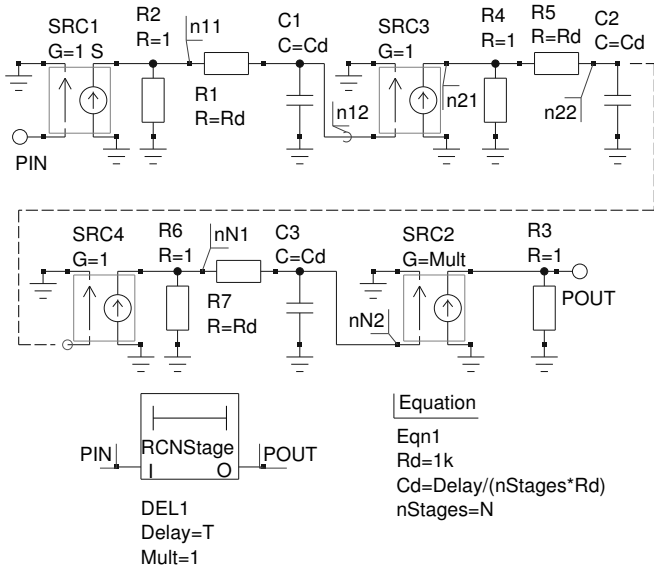 SRC1
G=1 S
R2
R=1
n11
R1
R=Rd
C1
C=Cd
n12
SRC3
G=1
n21
R4
R=1
R5
R=Rd
n22
C2
C=Cd
PIN
SRC4
G=1
R6
R=1
nN1
R7
R=Rd
C3
C=Cd
nN2
SRC2
G=Mult
R3
R=1
POUT
PIN
RCNStage
I O
POUT
DEL1
Delay=T
Mult=1
Equation
Eqn1
Rd=1k
Cd=Delay/(nStages*Rd)
nStages=N